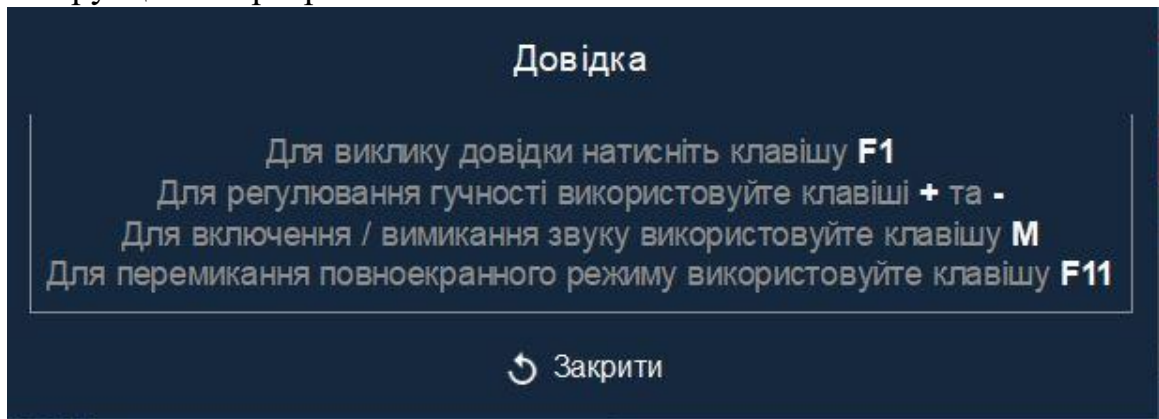 Довідка
Для виклику довідки натисніть клавішу F1
Для регулювання гучності використовуйте клавіші + та -
Для включення / вимикання звуку використовуйте клавішу M
Для перемикання повноекранного режиму використовуйте клавішу F11
Закрити